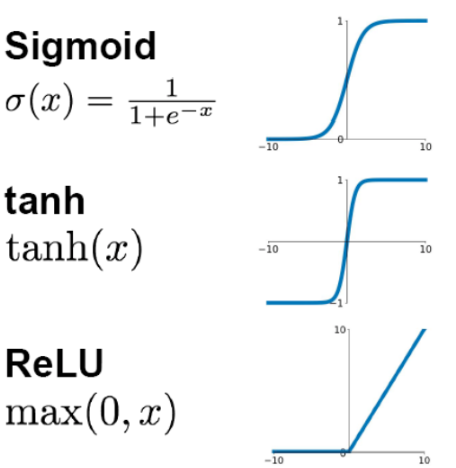 Sigmoid
σ(x) = 1/(1+e^−x)
1
−10 0 10
tanh
tanh(x)
1
−10 10
−1
ReLU
max(0, x)
10
−10 0 10